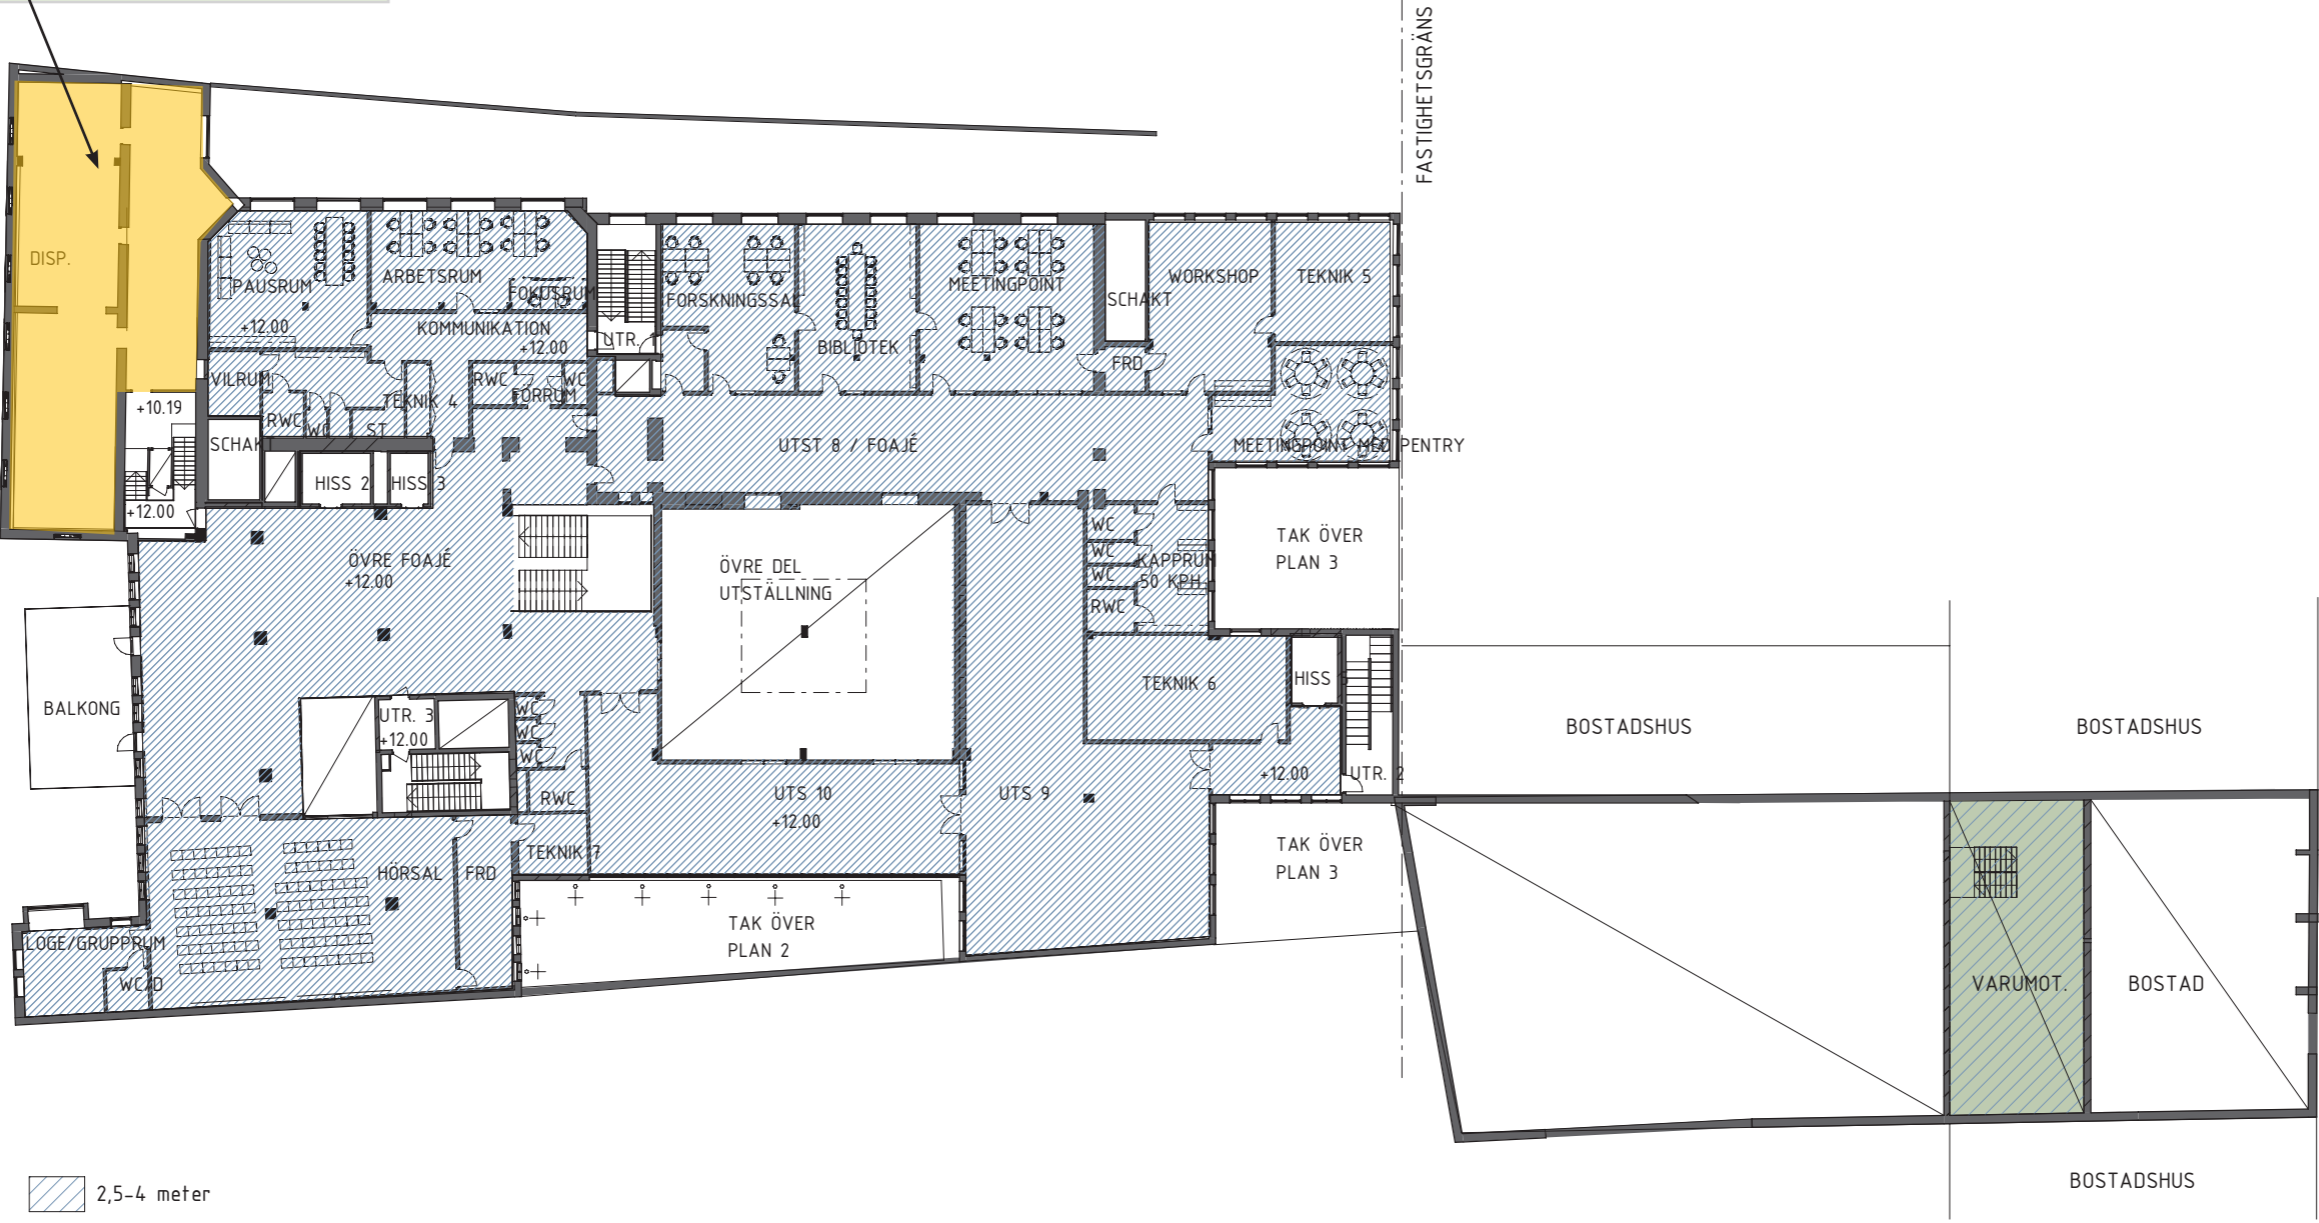 FASTIGHETSGRÄNS
DISP.
PAUSRUM
+12.00
ARBETSRUM
FOKUSRUM
KOMMUNIKATION
+12.00
UTR. 1
FORSKNINGSSAL
BIBLIOTEK
MEETINGPOINT
SCHAKT
FRD
WORKSHOP
TEKNIK 5
VILRUM
RWC
WC
FÖRRUM
TEKNIK 4
RWC
WC
ST
+10.19
SCHAK
HISS 2
HISS 3
+12.00
UTST 8 / FOAJÉ
MEETINGPOINT MED PENTRY
ÖVRE FOAJÉ
+12.00
ÖVRE DEL
UTSTÄLLNING
WC
WC
WC
RWC
KAPPRUM
50 KPH
TAK ÖVER
PLAN 3
TEKNIK 6
HISS
BALKONG
UTR. 3
+12.00
WC
WC
WC
RWC
UTS 10
+12.00
UTS 9
+12.00
UTR. 2
BOSTADSHUS
BOSTADSHUS
TEKNIK 7
HÖRSAL
FRD
TAK ÖVER
PLAN 3
TAK ÖVER
PLAN 2
LOGE/GRUPPRUM
WC/D
VARUMOT.
BOSTAD
BOSTADSHUS
2,5-4 meter